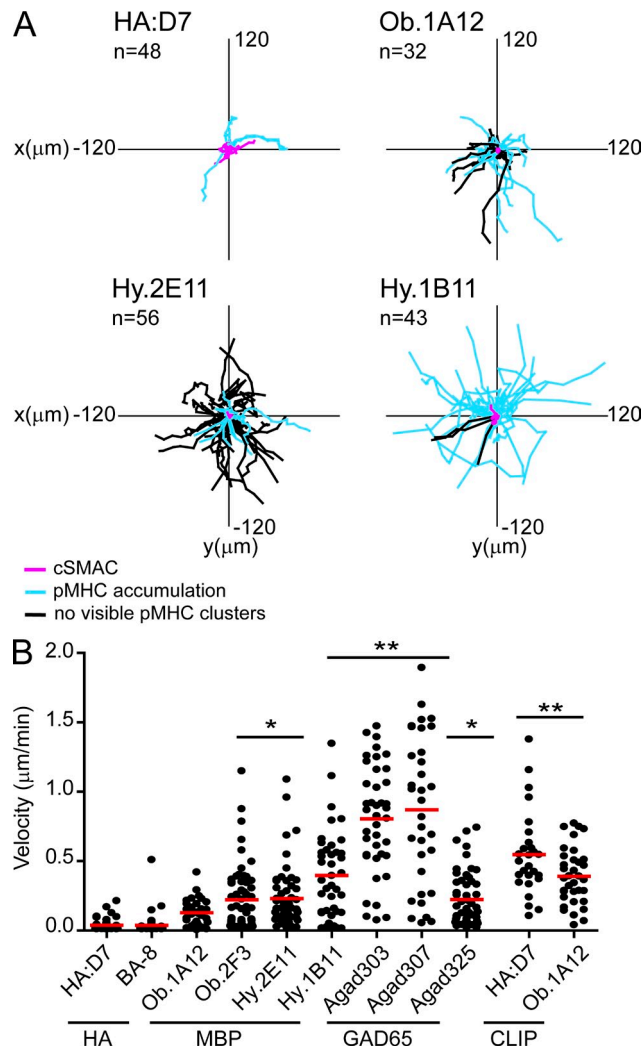 A
HA:D7
n=48
120
Ob.1A12
n=32
120
x(μm) -120
120
Hy.2E11
n=56
Hy.1B11
n=43
x(μm) -120
120
-120
y(μm)
-120
y(μm)
cSMAC
pMHC accumulation
no visible pMHC clusters
B
Velocity (μm/min)
2.0
1.5
1.0
0.5
0.0
**
*
*
**
HA:D7
BA-8
Ob.1A12
Ob.2F3
Hy.2E11
Hy.1B11
Agad303
Agad307
Agad325
HA:D7
Ob.1A12
HA
MBP
GAD65
CLIP